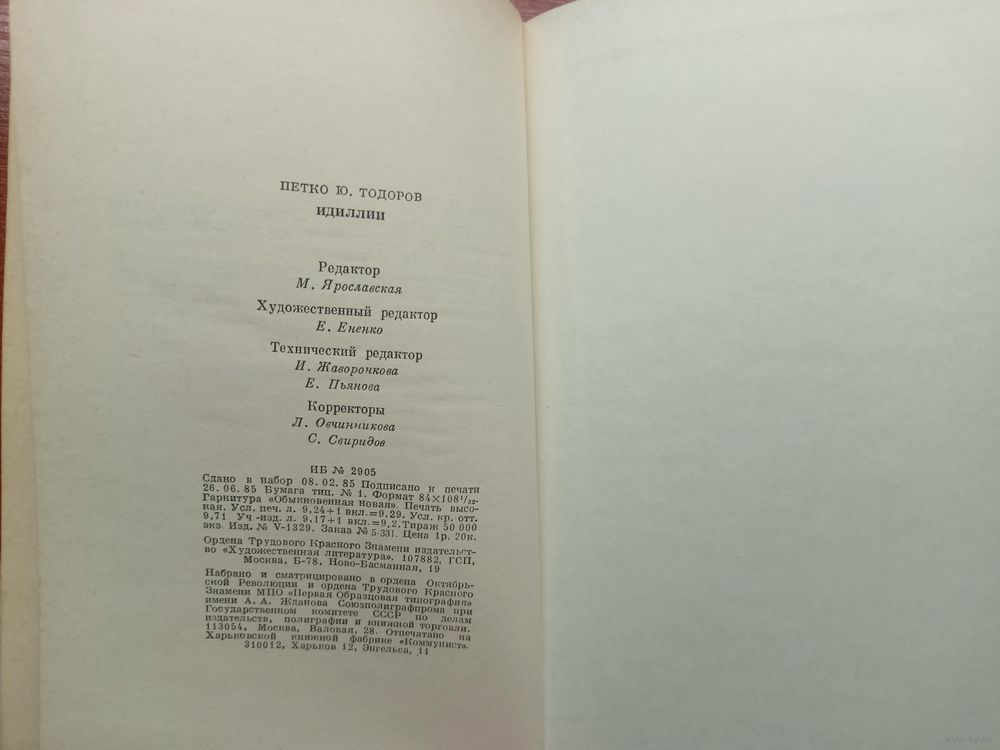 ПЕТКО Ю. ТОДОРОВ
ИДИЛЛИИ
Редактор
М. Ярославская
Художественный редактор
Е. Ененко
Технический редактор
И. Жаворонкова
Е. Пьянова
Корректоры
Л. Овчинникова
С. Свиридов
ИБ № 2905
Сдано в набор 08. 02. 85 Подписано к печати
26. 06. 85 Бумага тип. № 1. Формат 84×108¹/₃₂.
Гарнитура «Обыкновенная новая». Печать высо-
кая. Усл. печ. л. 9,24+1 вкл.=9,29. Усл. кр.-отт.
9,71 Уч-изд. л. 9,17+1 вкл.=9,2. Тираж 50 000
экз Изд. № V-1329. Заказ № 5-331. Цена 1р. 20к.
Ордена Трудового Красного Знамени издательст-
во «Художественная литература». 107882, ГСП,
Москва, Б-78, Ново-Басманная, 19
Набрано и сматрицировано в ордена Октябрь-
ской Революции и ордена Трудового Красного
Знамени МПО «Первая Образцовая типография»
имени А. А. Жданова Союзполиграфпрома при
Государственном комитете СССР по делам
издательств, полиграфии и книжной торговли.
113054, Москва, Валовая, 28. Отпечатано на
Харьковской книжной фабрике «Коммунист».
310012, Харьков 12, Энгельса, 11
www.ay.by